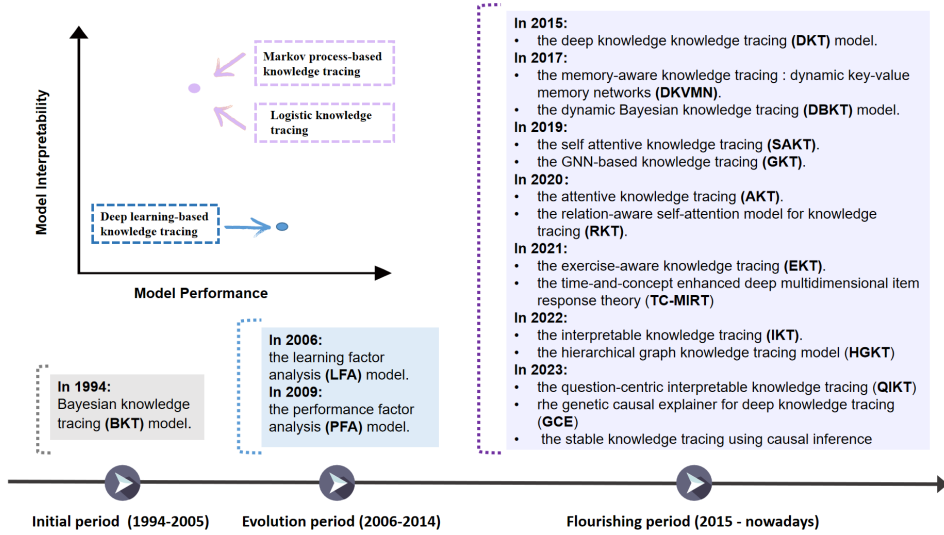 Model Interpretability
Markov process-based
knowledge tracing
Logistic knowledge
tracing
Deep learning-based
knowledge tracing
Model Performance
In 1994:
Bayesian knowledge
tracing (BKT) model.
In 2006:
the learning factor
analysis (LFA) model.
In 2009:
the performance factor
analysis (PFA) model.
In 2015:
• the deep knowledge knowledge tracing (DKT) model.
In 2017:
• the memory-aware knowledge tracing : dynamic key-value
memory networks (DKVMN).
• the dynamic Bayesian knowledge tracing (DBKT) model.
In 2019:
• the self attentive knowledge tracing (SAKT).
• the GNN-based knowledge tracing (GKT).
In 2020:
• the attentive knowledge tracing (AKT).
• the relation-aware self-attention model for knowledge
tracing (RKT).
In 2021:
• the exercise-aware knowledge tracing (EKT).
• the time-and-concept enhanced deep multidimensional item
response theory (TC-MIRT)
In 2022:
• the interpretable knowledge tracing (IKT).
• the hierarchical graph knowledge tracing model (HGKT)
In 2023:
• the question-centric interpretable knowledge tracing (QIKT)
• rhe genetic causal explainer for deep knowledge tracing
(GCE)
• the stable knowledge tracing using causal inference
Initial period (1994-2005)
Evolution period (2006-2014)
Flourishing period (2015 - nowadays)